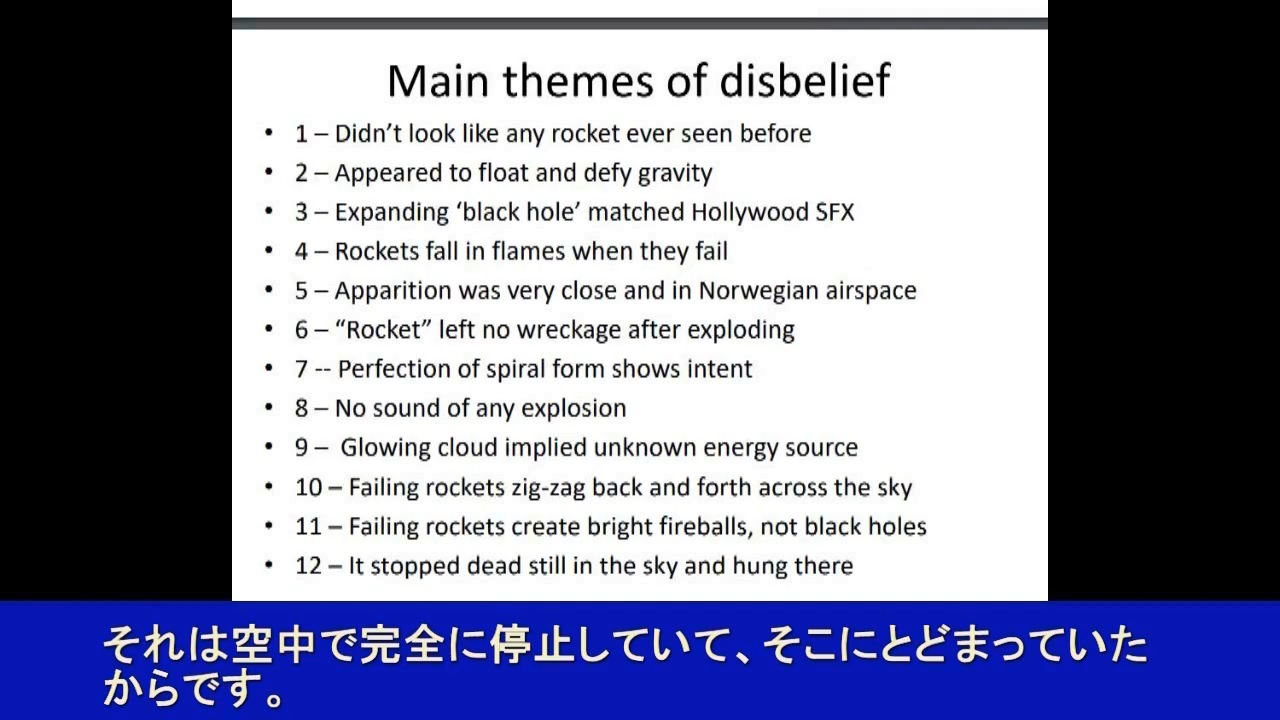 Main themes of disbelief
• 1 – Didn’t look like any rocket ever seen before
• 2 – Appeared to float and defy gravity
• 3 – Expanding ‘black hole’ matched Hollywood SFX
• 4 – Rockets fall in flames when they fail
• 5 – Apparition was very close and in Norwegian airspace
• 6 – “Rocket” left no wreckage after exploding
• 7 -- Perfection of spiral form shows intent
• 8 – No sound of any explosion
• 9 – Glowing cloud implied unknown energy source
• 10 – Failing rockets zig-zag back and forth across the sky
• 11 – Failing rockets create bright fireballs, not black holes
• 12 – It stopped dead still in the sky and hung there
それは空中で完全に停止していて、そこにとどまっていた
からです。